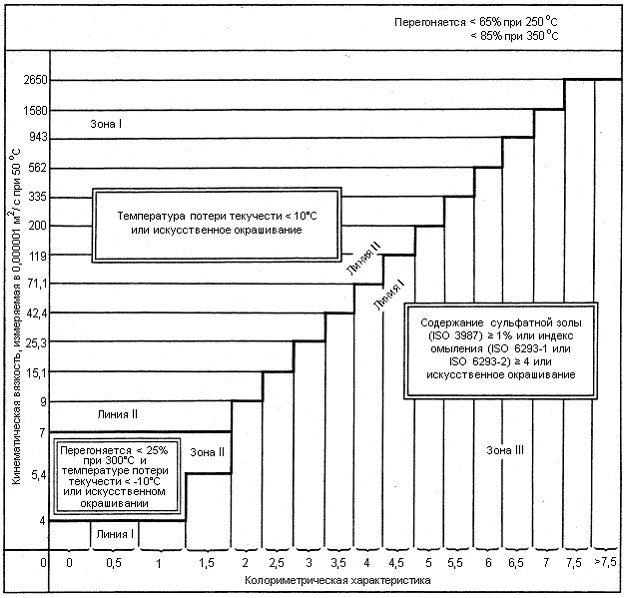 Перегоняется < 65% при 250 °C
< 85% при 350 °C
Кинематическая вязкость, измеряемая в 0,000001 м²/ с при 50 °C
2650
1580
943
562
335
200
119
71,1
42,4
25,3
15,1
9
7
5,4
4
0
Зона I
Температура потери текучести < 10°C
или искусственное окрашивание
Линия II
Линия I
Содержание сульфатной золы
(ISO 3987) ≥ 1% или индекс
омыления (ISO 6293-1 или
ISO 6293-2) ≥ 4 или
искусственное окрашивание
Линия II
Перегоняется < 25%
при 300°C и
температуре потери
текучести < -10°C
или искусственном
окрашивании
Зона II
Зона III
Линия I
0 0,5 1 1,5 2 2,5 3 3,5 4 4,5 5 5,5 6 6,5 7 7,5 >7,5
Колориметрическая характеристика